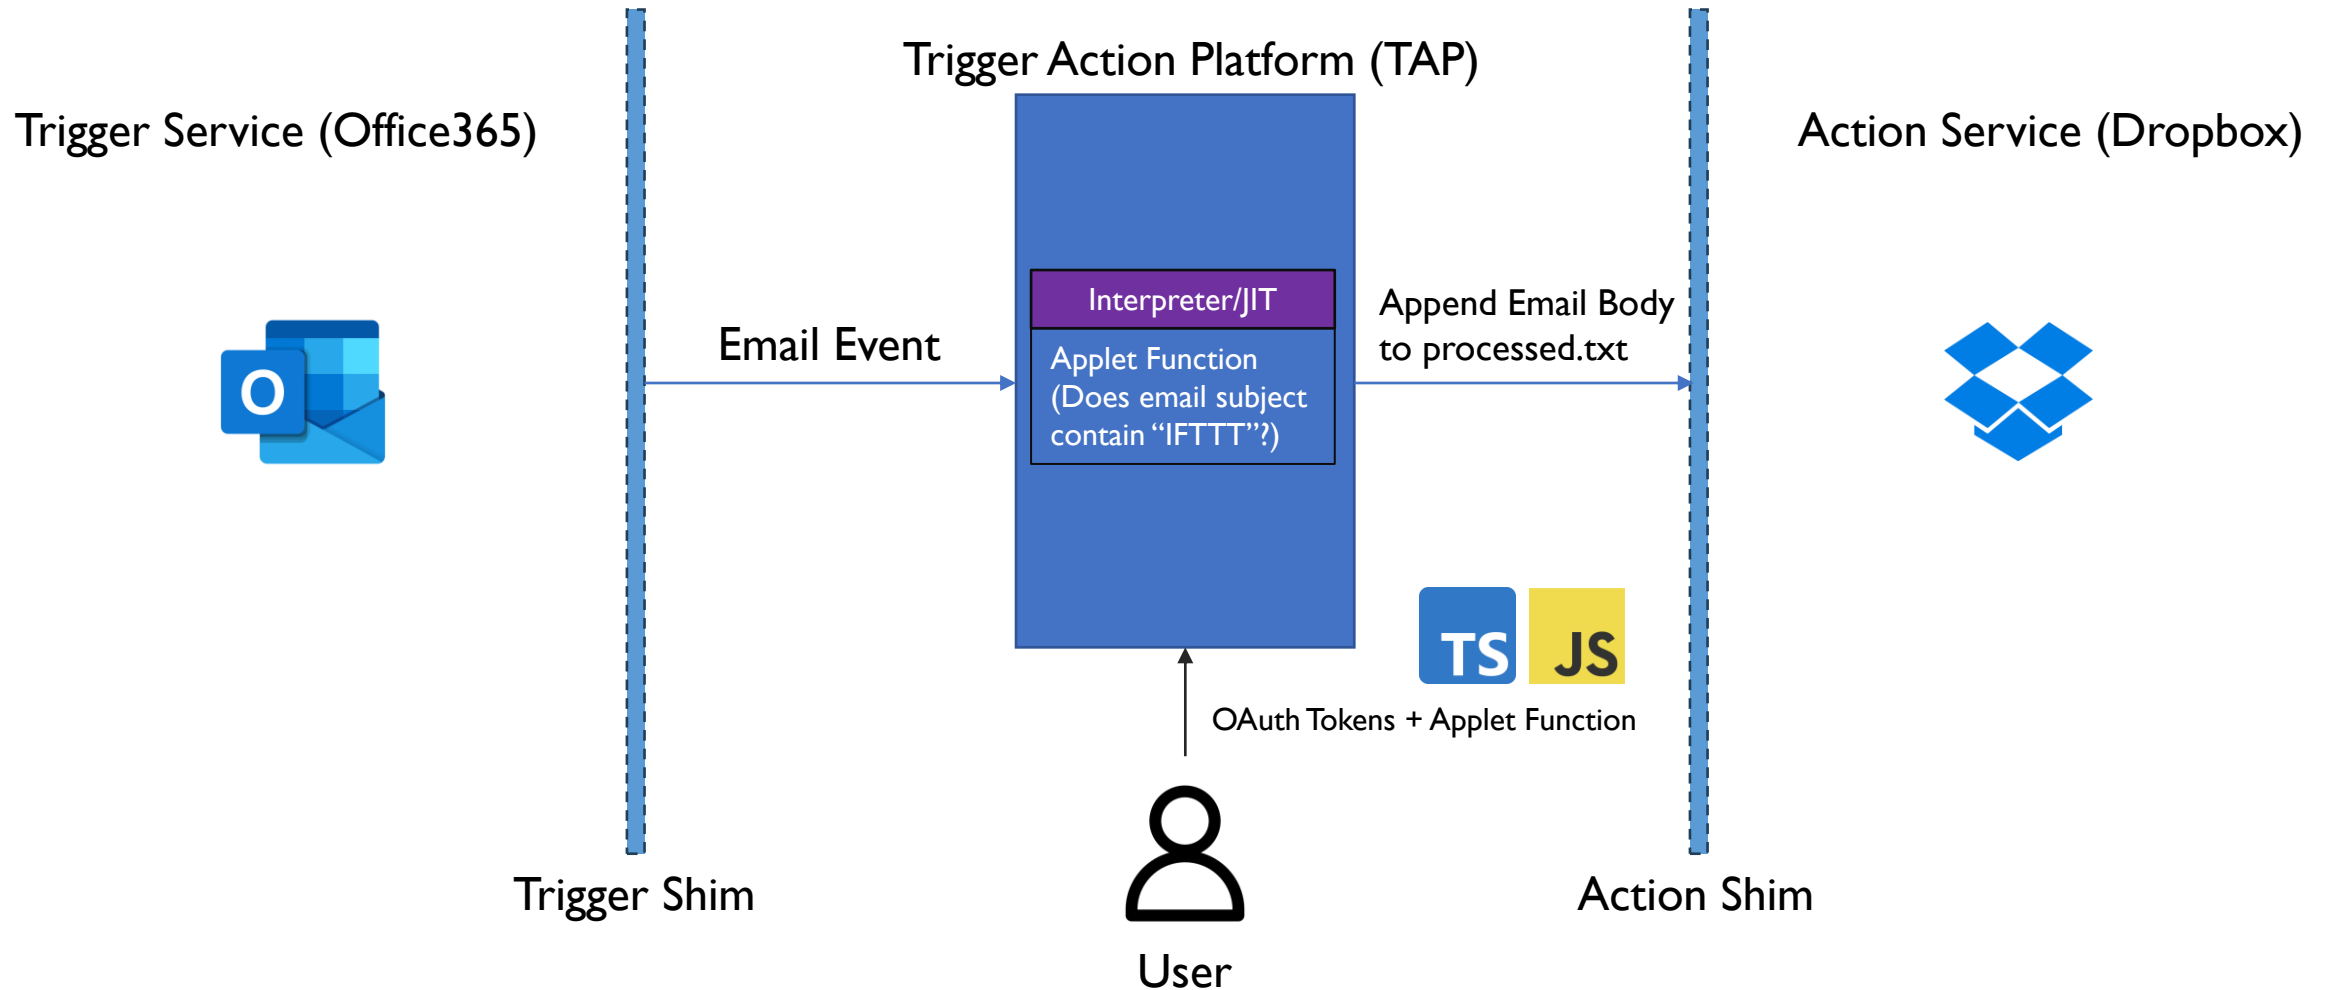 Trigger Action Platform (TAP)
Trigger Service (Office365)
Action Service (Dropbox)
Interpreter/JIT
Applet Function
(Does email subject
contain “IFTTT”?)
Email Event
Append Email Body
to processed.txt
O
TS
JS
OAuth Tokens + Applet Function
Trigger Shim
Action Shim
User